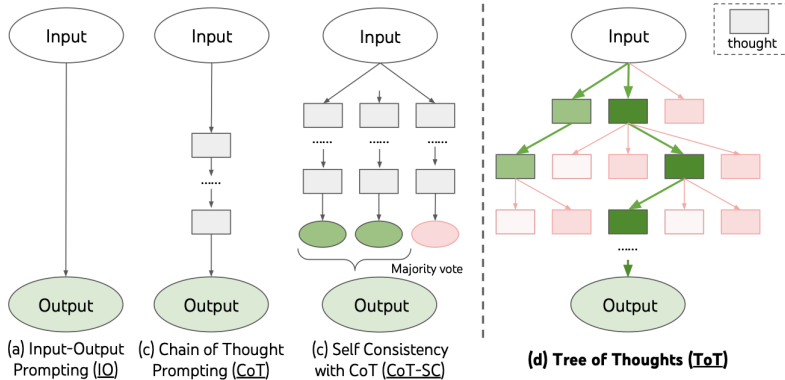 Input
Input
Input
Input
thought
......
......
......
......
......
Majority vote
Output
Output
Output
Output
(a) Input-Output
Prompting (IO)
(c) Chain of Thought
Prompting (CoT)
(c) Self Consistency
with CoT (CoT-SC)
(d) Tree of Thoughts (ToT)